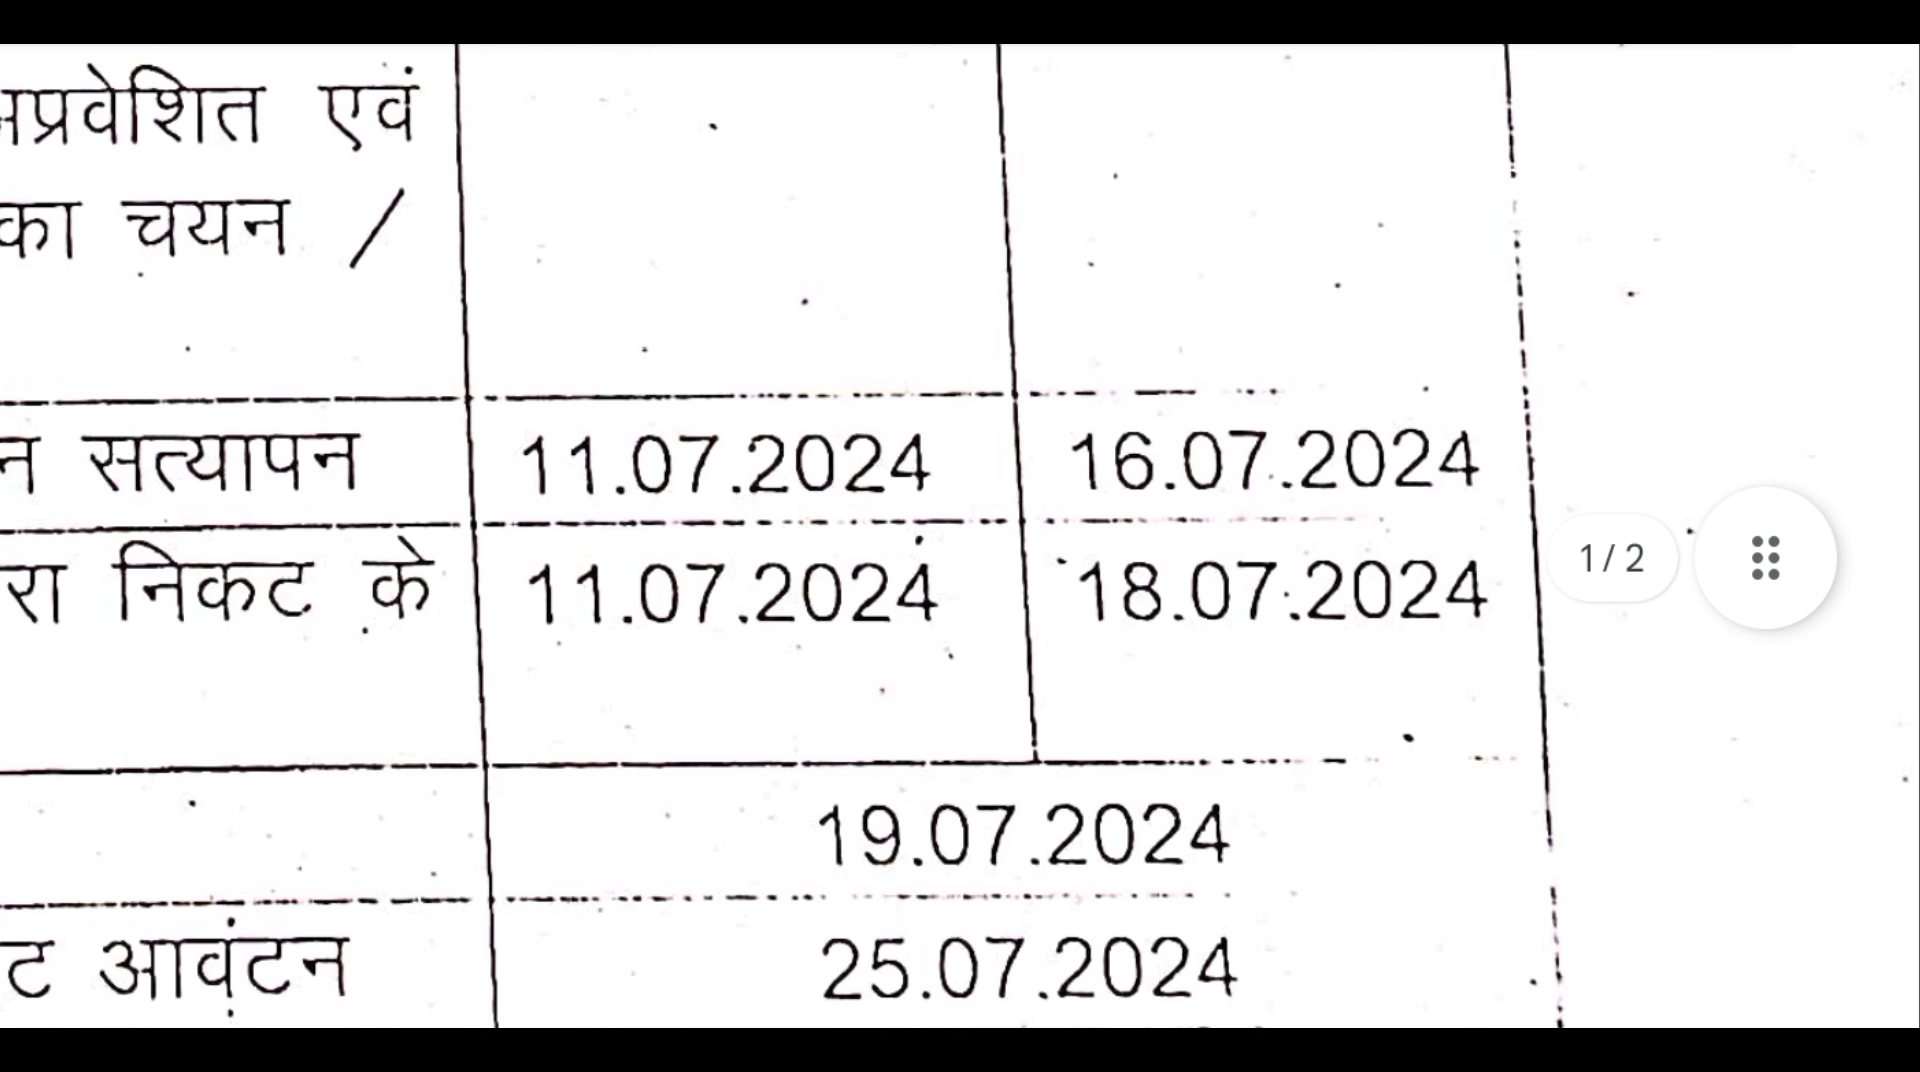 अप्रवेशित एवं
का चयन /
न सत्यापन 11.07.2024 16.07.2024
रा निकट के 11.07.2024 18.07.2024
1/2
19.07.2024
ट आवंटन 25.07.2024